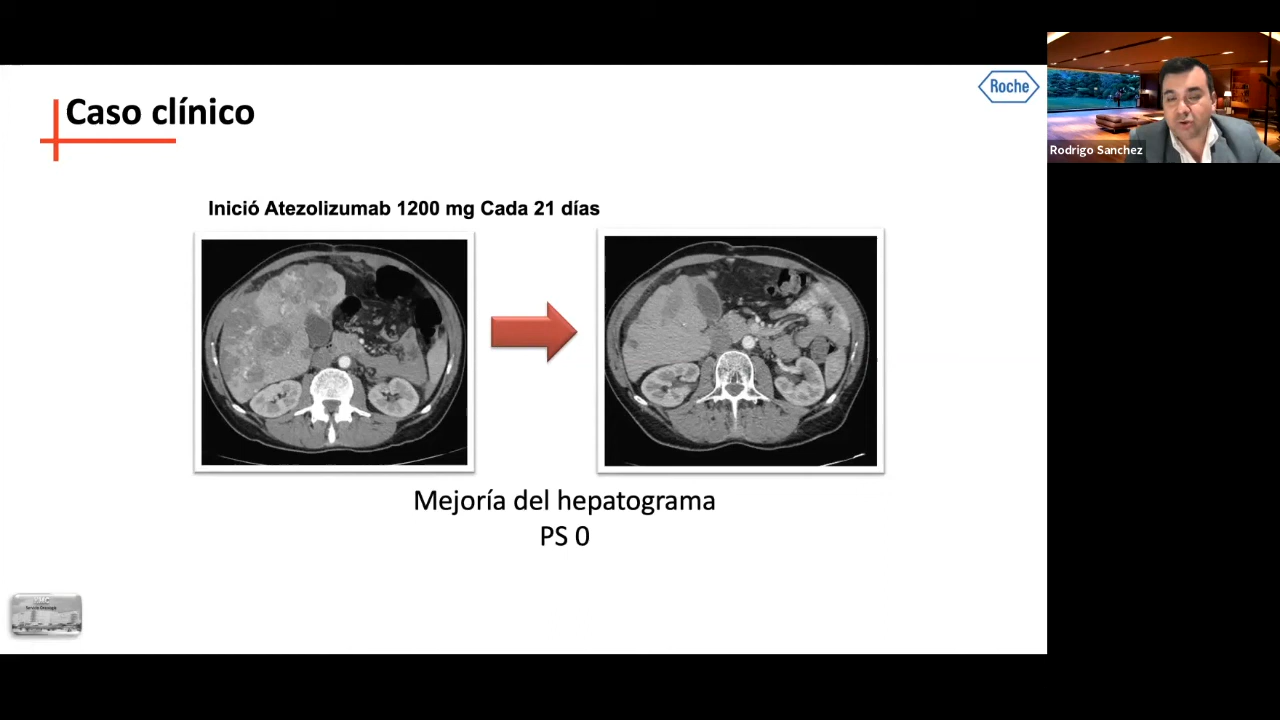 Roche
Caso clínico
Rodrigo Sanchez
Inició Atezolizumab 1200 mg Cada 21 días
Mejoría del hepatograma
PS 0